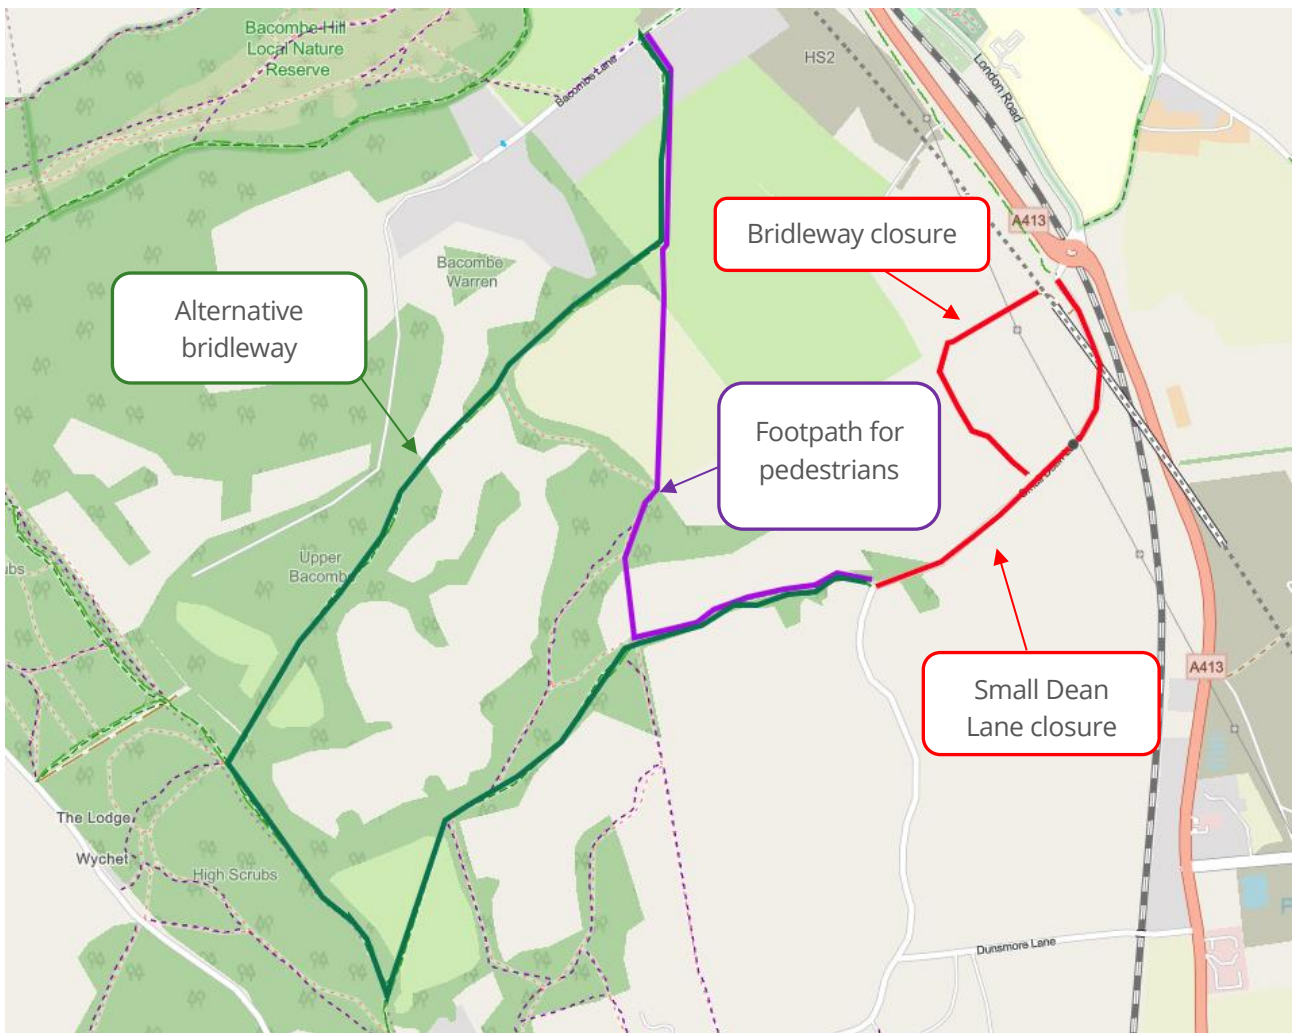 Bacombe Hill
Local Nature
Reserve
Bacombe Lane
HS2
London Road
A413
Bridleway closure
Bacombe
Warren
Alternative
bridleway
Footpath for
pedestrians
Upper
Bacombe
ubs
A413
Small Dean
Lane closure
The Lodge
Wychet
High Scrubs
Dunsmore Lane
P